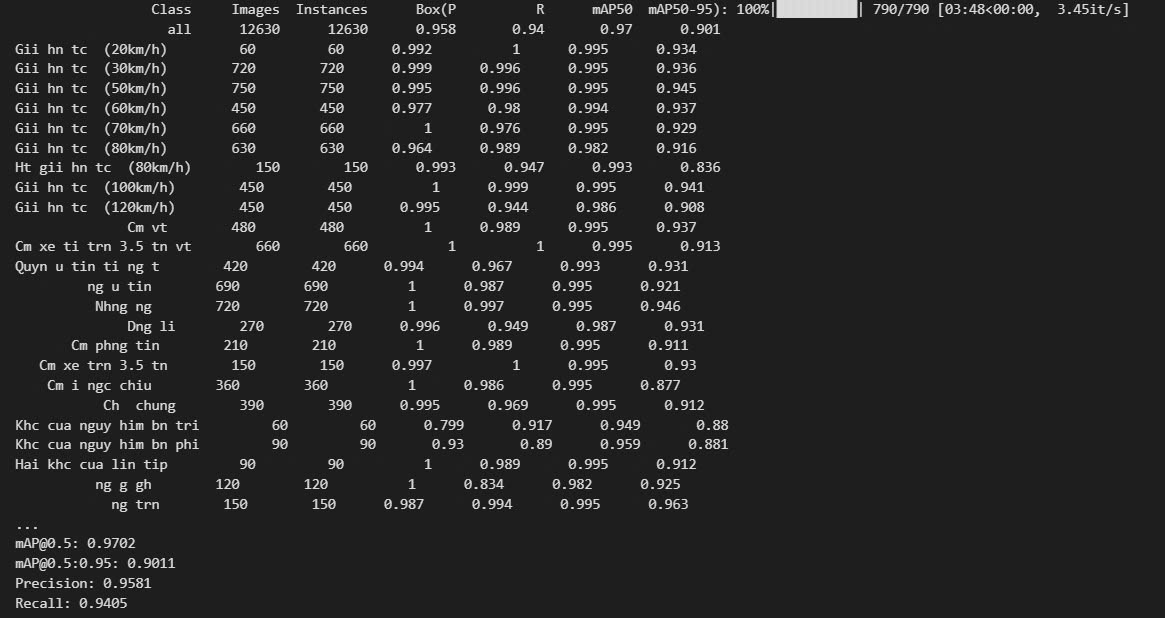 Class Images Instances Box(P R mAP50 mAP50-95): 100%|██████████| 790/790 [03:48<00:00, 3.45it/s]
all 12630 12630 0.958 0.94 0.97 0.901
Gii hn tc (20km/h) 60 60 0.992 1 0.995 0.934
Gii hn tc (30km/h) 720 720 0.999 0.996 0.995 0.936
Gii hn tc (50km/h) 750 750 0.995 0.996 0.995 0.945
Gii hn tc (60km/h) 450 450 0.977 0.98 0.994 0.937
Gii hn tc (70km/h) 660 660 1 0.976 0.995 0.929
Gii hn tc (80km/h) 630 630 0.964 0.989 0.982 0.916
Ht gii hn tc (80km/h) 150 150 0.993 0.947 0.993 0.836
Gii hn tc (100km/h) 450 450 1 0.999 0.995 0.941
Gii hn tc (120km/h) 450 450 0.995 0.944 0.986 0.908
Cm vt 480 480 1 0.989 0.995 0.937
Cm xe ti trn 3.5 tn vt 660 660 1 1 0.995 0.913
Quyn u tin ti ng t 420 420 0.994 0.967 0.993 0.931
ng u tin 690 690 1 0.987 0.995 0.921
Nhng ng 720 720 1 0.997 0.995 0.946
Dng li 270 270 0.996 0.949 0.987 0.931
Cm phng tin 210 210 1 0.989 0.995 0.911
Cm xe trn 3.5 tn 150 150 0.997 1 0.995 0.93
Cm i ngc chiu 360 360 1 0.986 0.995 0.877
Ch chung 390 390 0.995 0.969 0.995 0.912
Khc cua nguy him bn tri 60 60 0.799 0.917 0.949 0.88
Khc cua nguy him bn phi 90 90 0.93 0.89 0.959 0.881
Hai khc cua lin tip 90 90 1 0.989 0.995 0.912
ng g gh 120 120 1 0.834 0.982 0.925
ng trn 150 150 0.987 0.994 0.995 0.963
...
mAP@0.5: 0.9702
mAP@0.5:0.95: 0.9011
Precision: 0.9581
Recall: 0.9405